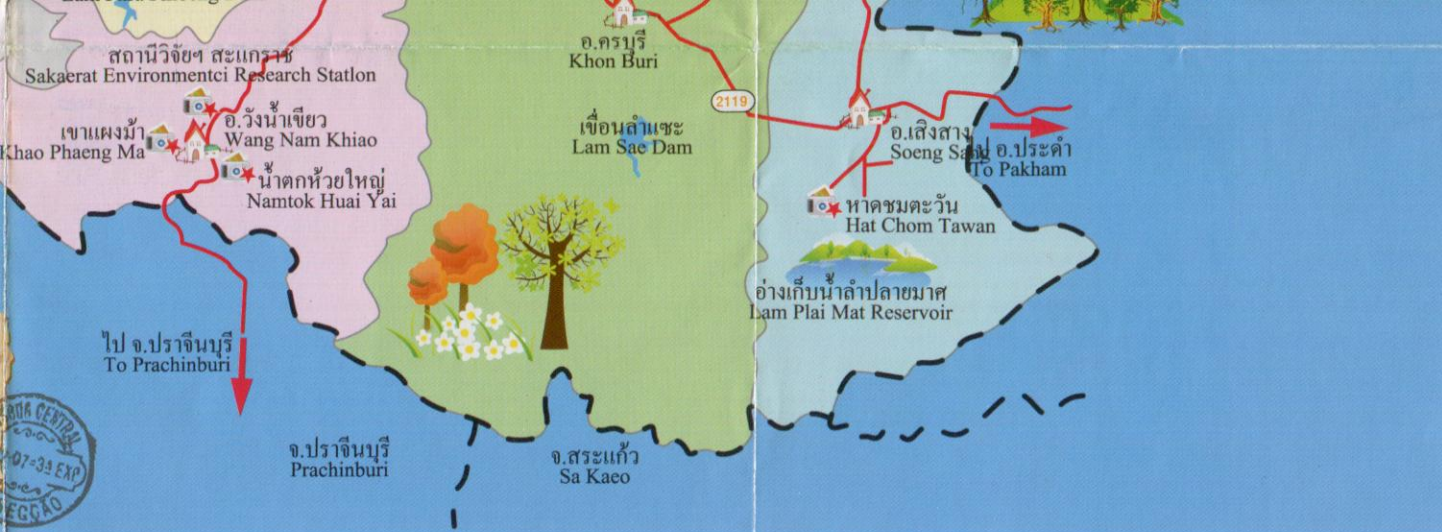 สถานีวิจัยฯ สะแกราช
Sakaerat Environmentci Research Statlon
เขาแผงม้า
Khao Phaeng Ma
อ.วังน้ำเขียว
Wang Nam Khiao
น้ำตกห้วยใหญ่
Namtok Huai Yai
ไป จ.ปราจีนบุรี
To Prachinburi
จ.ปราจีนบุรี
Prachinburi
จ.สระแก้ว
Sa Kaeo
อ.ครบุรี
Khon Buri
2119
เขื่อนลำแซะ
Lam Sae Dam
อ.เสิงสาง
Soeng Sang
ไป อ.ประคำ
To Pakham
หาดชมตะวัน
Hat Chom Tawan
อ่างเก็บน้ำลำปลายมาศ
Lam Plai Mat Reservoir
CENTRAL
07=3ª EXP
SECÇÃO